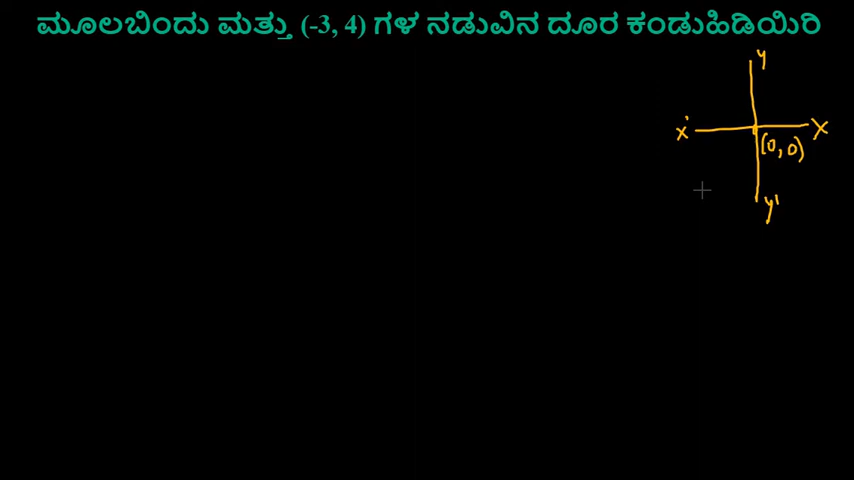 ಮೂಲಬಿಂದು ಮತ್ತು (-3, 4) ಗಳ ನಡುವಿನ ದೂರ ಕಂಡುಹಿಡಿಯಿರಿ
y
x' X
(0, 0)
y'